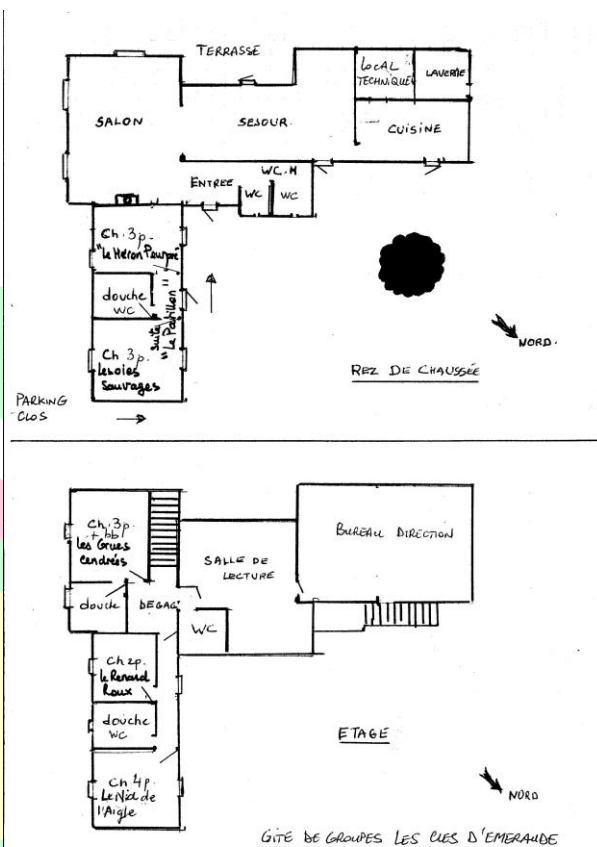 TERRASSE
LOCAL
TECHNIQUE
LAVERIE
SALON
SEJOUR
CUISINE
WC.H
ENTREE
WC
WC
Ch. 3p.
"Le Héron Pourpré"
douche
WC
Suite
"Le Pavillon"
Ch 3p.
Les oies
Sauvages
NORD.
REZ DE CHAUSSÉE
PARKING
CLOS
Ch. 3p.
+ bb
les Grues
Cendrées
SALLE DE
LECTURE
BUREAU DIRECTION
douche
DEGAG.
WC
Ch 2p.
le Renard
Roux
douche
WC
ETAGE
Ch 4p.
Le Nid de
l'Aigle
NORD
GITE DE GROUPES LES CLES D'EMERAUDE